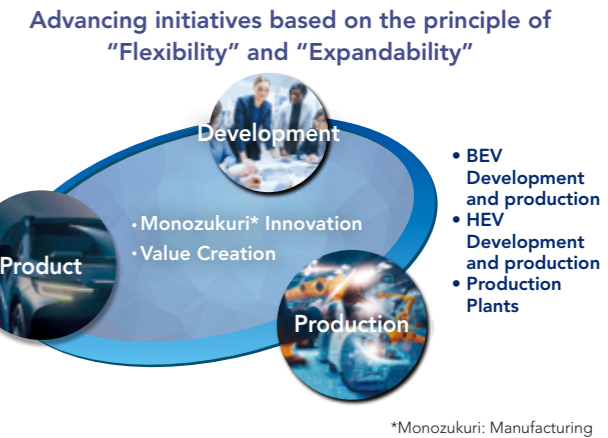 Advancing initiatives based on the principle of
“Flexibility” and “Expandability”
Development
• BEV
Development
and production
• HEV
Development
and production
• Production
Plants
・Monozukuri* Innovation
・Value Creation
Product
Production
*Monozukuri: Manufacturing